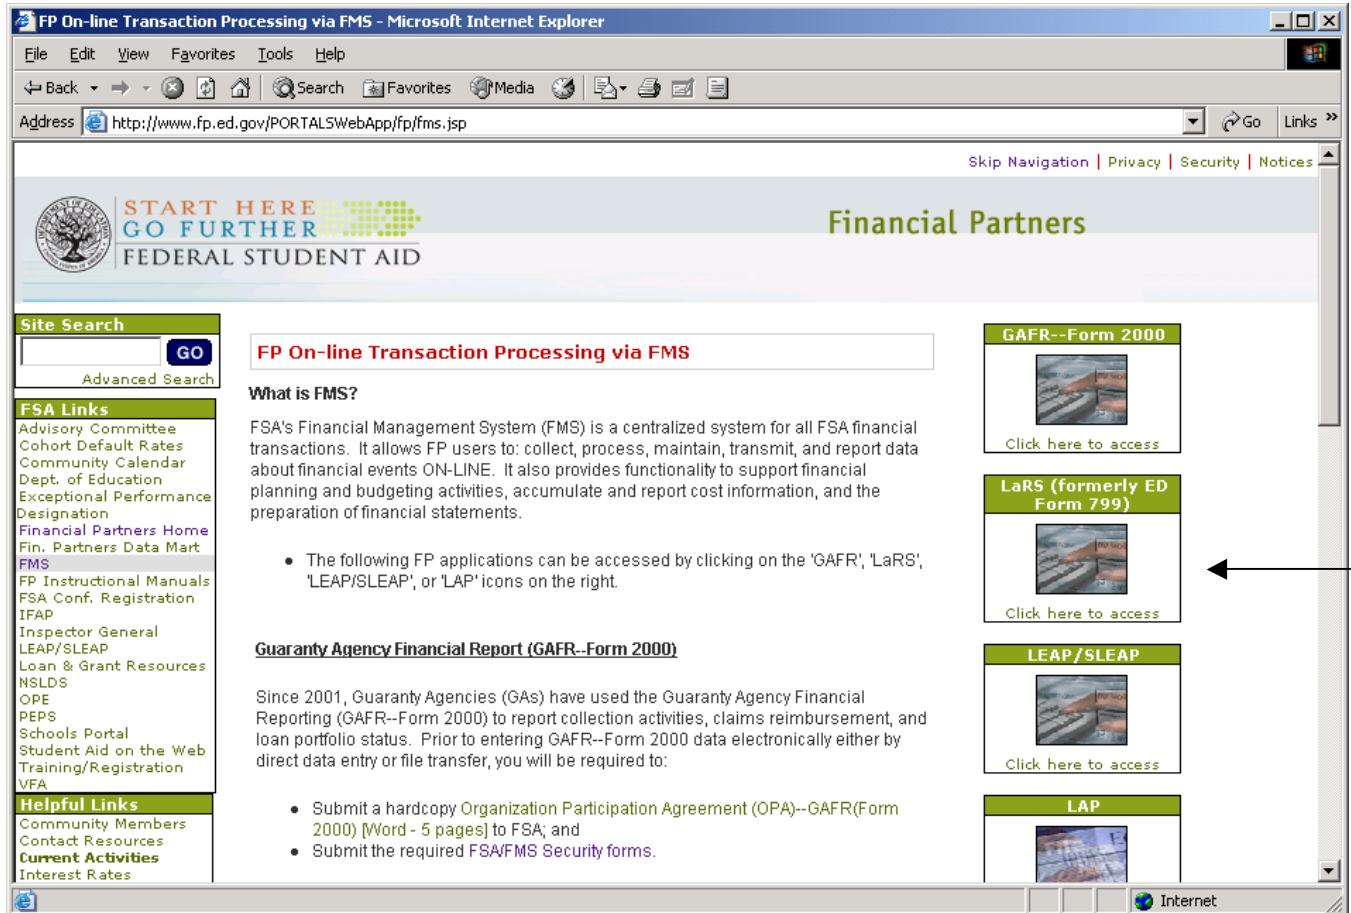 FP On-line Transaction Processing via FMS - Microsoft Internet Explorer
File Edit View Favorites Tools Help
Back Search Favorites Media
Address http://www.fp.ed.gov/PORTALSWebApp/fp/fms.jsp Go Links »
Skip Navigation | Privacy | Security | Notices
START HERE
GO FURTHER
FEDERAL STUDENT AID
Financial Partners
Site Search
GO
Advanced Search
FSA Links
Advisory Committee
Cohort Default Rates
Community Calendar
Dept. of Education
Exceptional Performance
Designation
Financial Partners Home
Fin. Partners Data Mart
FMS
FP Instructional Manuals
FSA Conf. Registration
IFAP
Inspector General
LEAP/SLEAP
Loan & Grant Resources
NSLDS
OPE
PEPS
Schools Portal
Student Aid on the Web
Training/Registration
VFA
Helpful Links
Community Members
Contact Resources
Current Activities
Interest Rates
FP On-line Transaction Processing via FMS
What is FMS?
FSA's Financial Management System (FMS) is a centralized system for all FSA financial
transactions. It allows FP users to: collect, process, maintain, transmit, and report data
about financial events ON-LINE. It also provides functionality to support financial
planning and budgeting activities, accumulate and report cost information, and the
preparation of financial statements.
• The following FP applications can be accessed by clicking on the 'GAFR', 'LaRS',
'LEAP/SLEAP', or 'LAP' icons on the right.
Guaranty Agency Financial Report (GAFR--Form 2000)
Since 2001, Guaranty Agencies (GAs) have used the Guaranty Agency Financial
Reporting (GAFR--Form 2000) to report collection activities, claims reimbursement, and
loan portfolio status. Prior to entering GAFR--Form 2000 data electronically either by
direct data entry or file transfer, you will be required to:
• Submit a hardcopy Organization Participation Agreement (OPA)--GAFR(Form
2000) [Word - 5 pages] to FSA; and
• Submit the required FSA/FMS Security forms.
GAFR--Form 2000
Click here to access
LaRS (formerly ED
Form 799)
Click here to access
LEAP/SLEAP
Click here to access
LAP
Internet